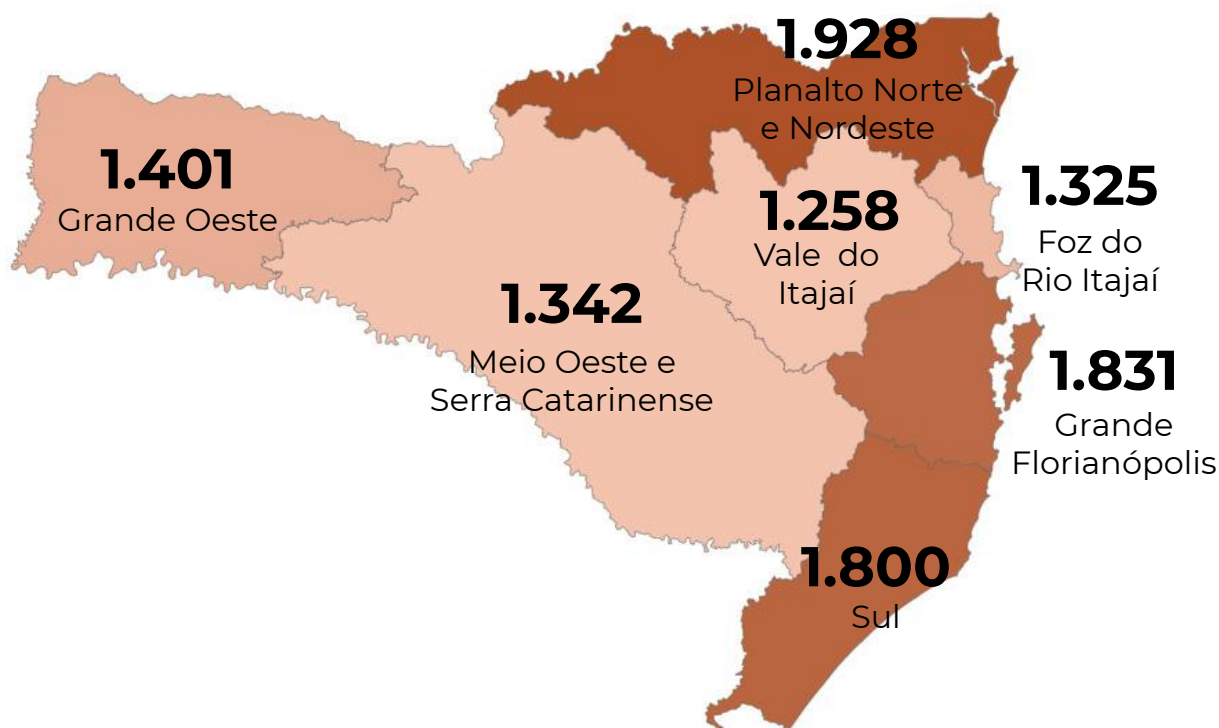 1.928
Planalto Norte
e Nordeste
1.401
Grande Oeste
1.258
Vale do
Itajaí
1.325
Foz do
Rio Itajaí
1.342
Meio Oeste e
Serra Catarinense
1.831
Grande
Florianópolis
1.800
Sul